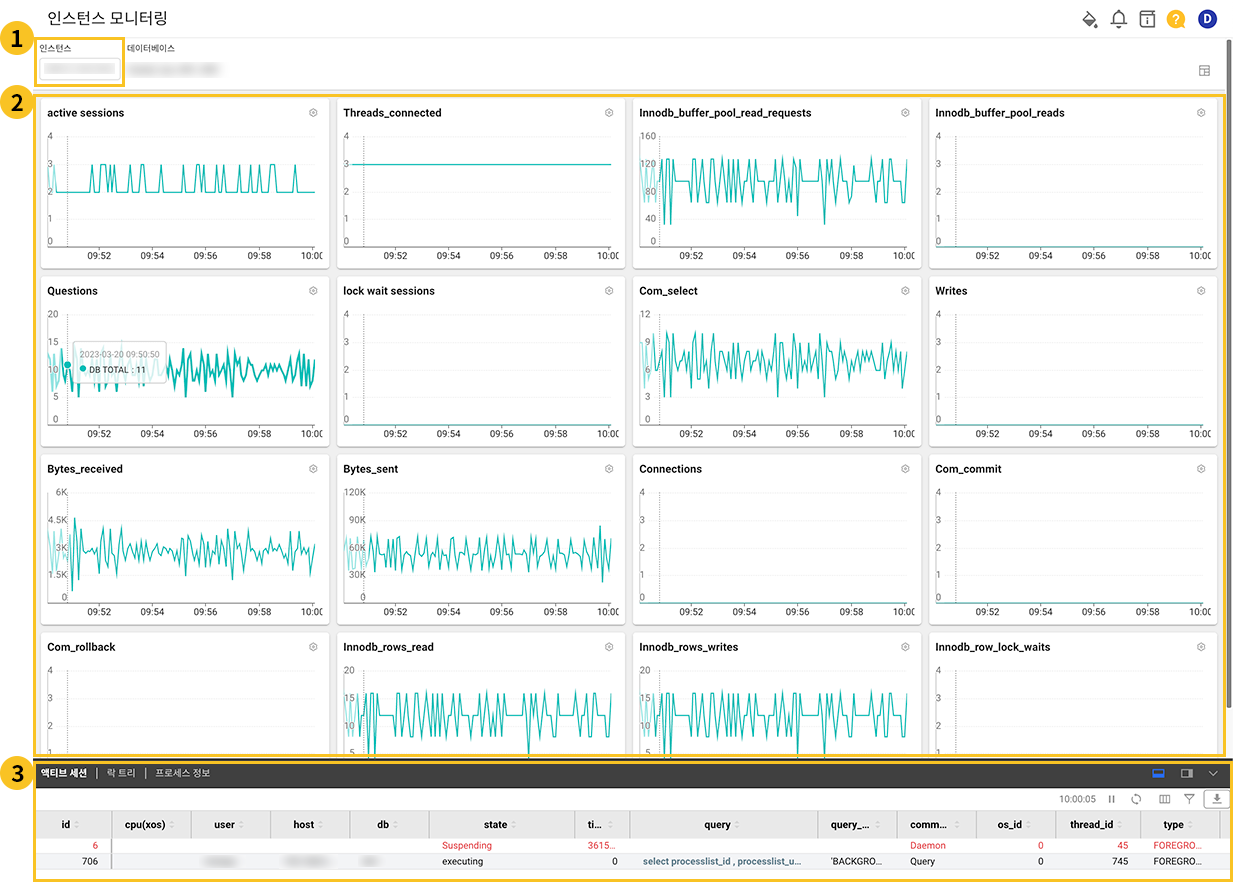 인스턴스 모니터링
? D
1
인스턴스 데이터베이스
2
active sessions Threads_connected Innodb_buffer_pool_read_requests Innodb_buffer_pool_reads
4 4 160 4
3 3 120 3
2 2 80 2
1 1 40 1
0 0 0 0
09:52 09:54 09:56 09:58 10:00 09:52 09:54 09:56 09:58 10:00 09:52 09:54 09:56 09:58 10:00 09:52 09:54 09:56 09:58 10:00
Questions lock wait sessions Com_select Writes
20 4 12 4
15 3 9 3
2023-03-20 09:50:50
10 DB TOTAL : 11 2 6 2
5 1 3 1
0 0 0 0
09:52 09:54 09:56 09:58 10:00 09:52 09:54 09:56 09:58 10:00 09:52 09:54 09:56 09:58 10:00 09:52 09:54 09:56 09:58 10:00
Bytes_received Bytes_sent Connections Com_commit
6K 120K 4 4
4.5K 90K 3 3
3K 60K 2 2
1.5K 30K 1 1
0 0 0 0
09:52 09:54 09:56 09:58 10:00 09:52 09:54 09:56 09:58 10:00 09:52 09:54 09:56 09:58 10:00 09:52 09:54 09:56 09:58 10:00
Com_rollback Innodb_rows_read Innodb_rows_writes Innodb_row_lock_waits
4 20 20 4
3 15 15 3
2 10 10 2
1 5 5 1
3
액티브 세션 | 락 트리 | 프로세스 정보
10:00:05
id cpu(xos) user host db state ti... query query_... comm... os_id thread_id type
6 Suspending 3615... Daemon 0 45 FOREGRO...
706 executing 0 select processlist_id , processlist_u... 'BACKGRO... Query 0 745 FOREGRO...